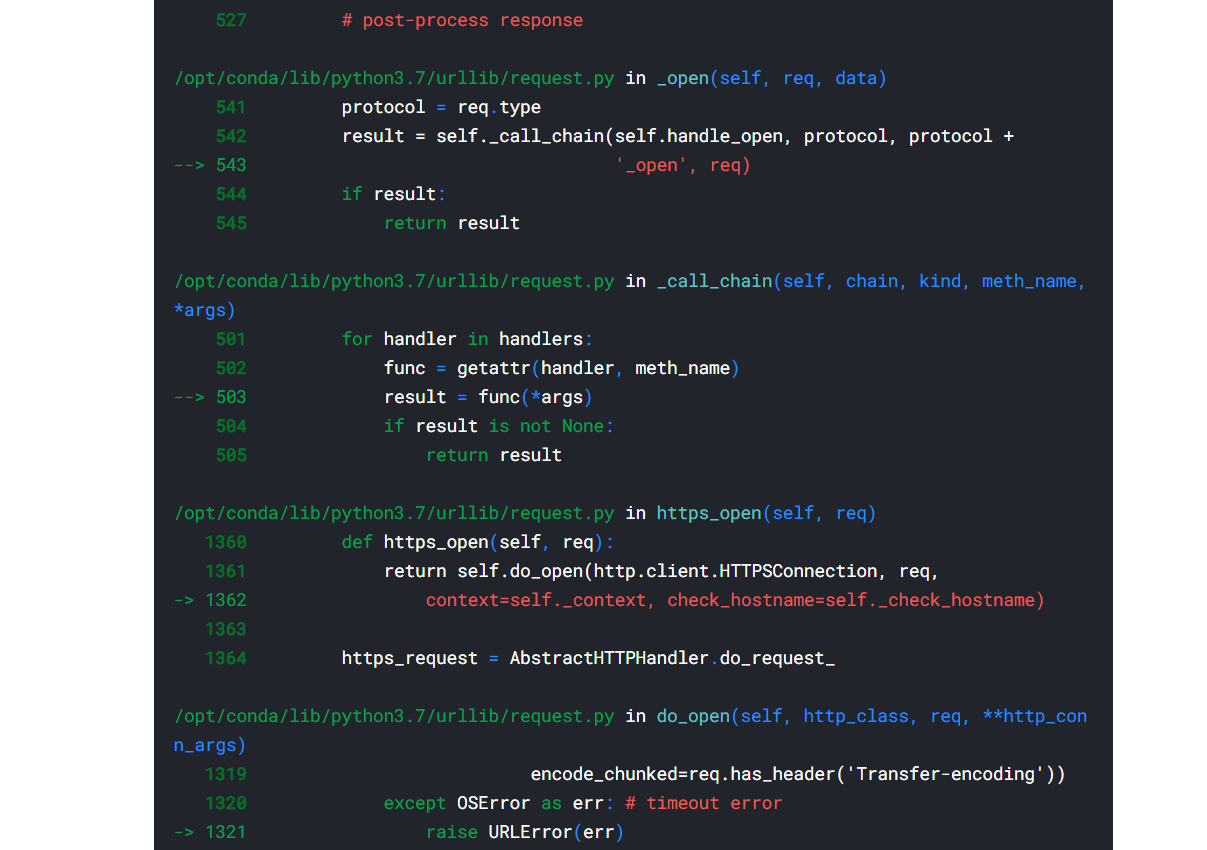 527         # post-process response
/opt/conda/lib/python3.7/urllib/request.py in _open(self, req, data)
    541         protocol = req.type
    542         result = self._call_chain(self.handle_open, protocol, protocol +
--> 543                                   '_open', req)
    544         if result:
    545             return result
/opt/conda/lib/python3.7/urllib/request.py in _call_chain(self, chain, kind, meth_name,
*args)
    501         for handler in handlers:
    502             func = getattr(handler, meth_name)
--> 503             result = func(*args)
    504             if result is not None:
    505                 return result
/opt/conda/lib/python3.7/urllib/request.py in https_open(self, req)
   1360         def https_open(self, req):
   1361             return self.do_open(http.client.HTTPSConnection, req,
-> 1362                 context=self._context, check_hostname=self._check_hostname)
   1363
   1364         https_request = AbstractHTTPHandler.do_request_
/opt/conda/lib/python3.7/urllib/request.py in do_open(self, http_class, req, **http_con
n_args)
   1319                           encode_chunked=req.has_header('Transfer-encoding'))
   1320             except OSError as err: # timeout error
-> 1321                 raise URLError(err)